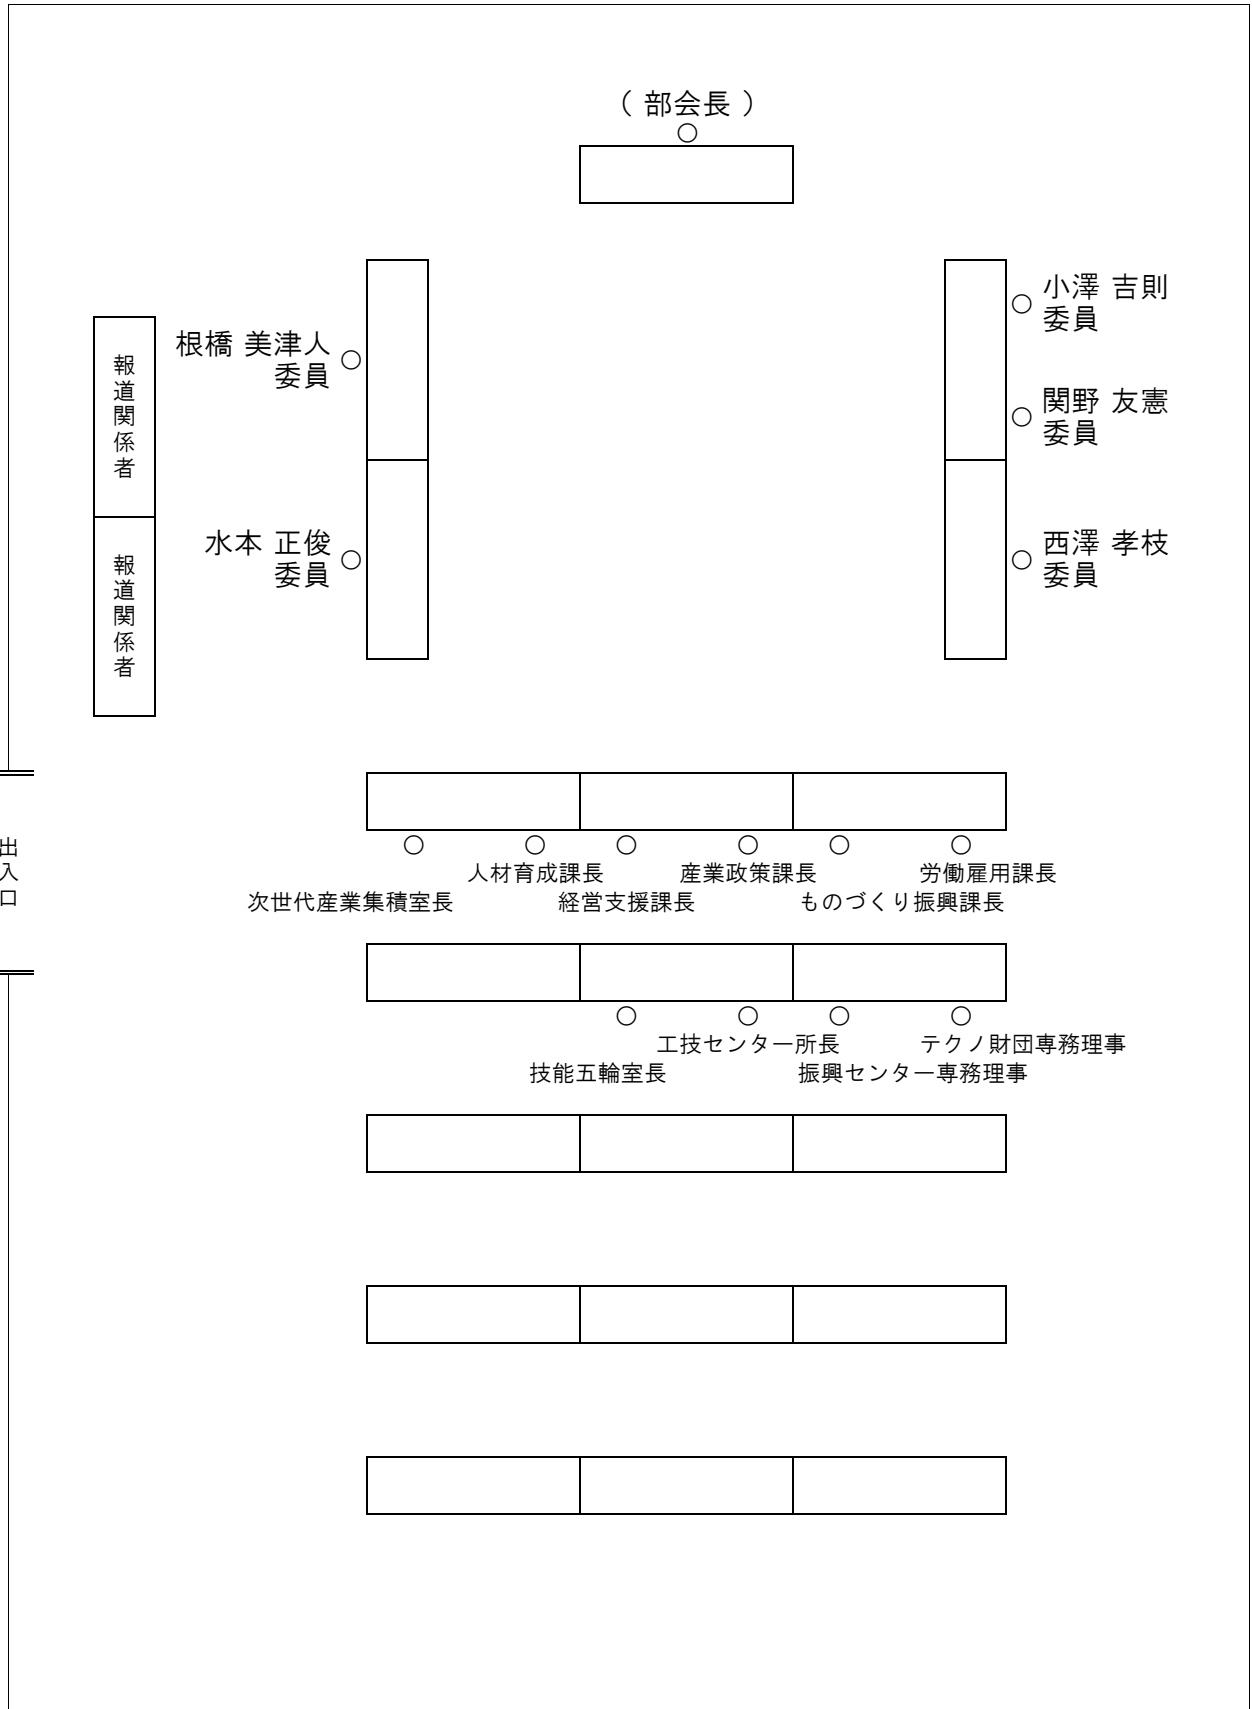 （ 部会長 ）
小澤 吉則
委員
根橋 美津人
委員
関野 友憲
委員
報道関係者
水本 正俊
委員
西澤 孝枝
委員
報道関係者
出入口
人材育成課長
産業政策課長
労働雇用課長
次世代産業集積室長
経営支援課長
ものづくり振興課長
工技センター所長
テクノ財団専務理事
技能五輪室長
振興センター専務理事